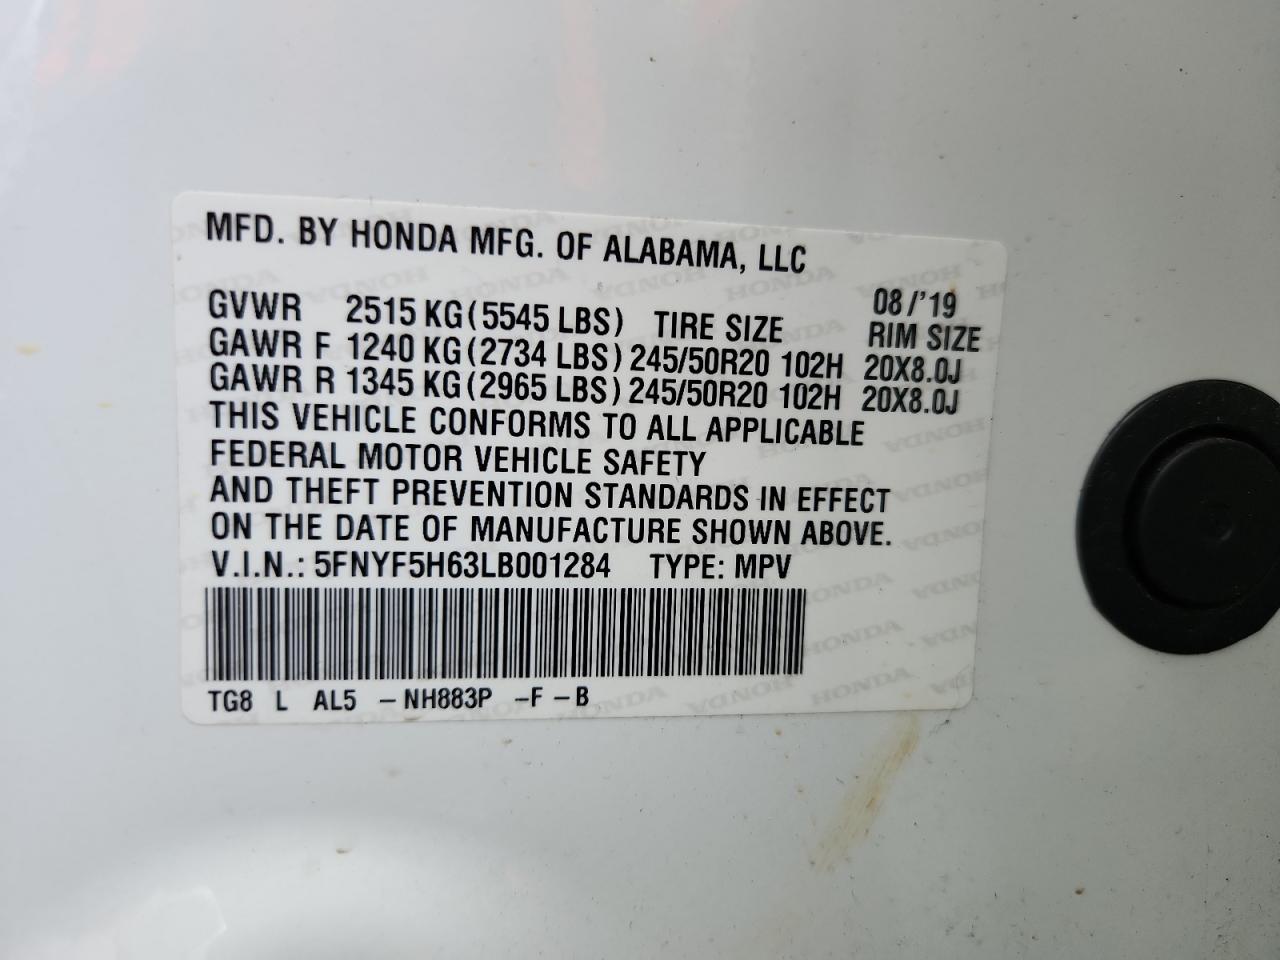 MFD. BY HONDA MFG. OF ALABAMA, LLC
08/'19
GVWR 2515 KG (5545 LBS) TIRE SIZE RIM SIZE
GAWR F 1240 KG (2734 LBS) 245/50R20 102H 20X8.0J
GAWR R 1345 KG (2965 LBS) 245/50R20 102H 20X8.0J
THIS VEHICLE CONFORMS TO ALL APPLICABLE
FEDERAL MOTOR VEHICLE SAFETY
AND THEFT PREVENTION STANDARDS IN EFFECT
ON THE DATE OF MANUFACTURE SHOWN ABOVE.
V.I.N.: 5FNYF5H63LB001284 TYPE: MPV
TG8 L AL5 -NH883P -F -B